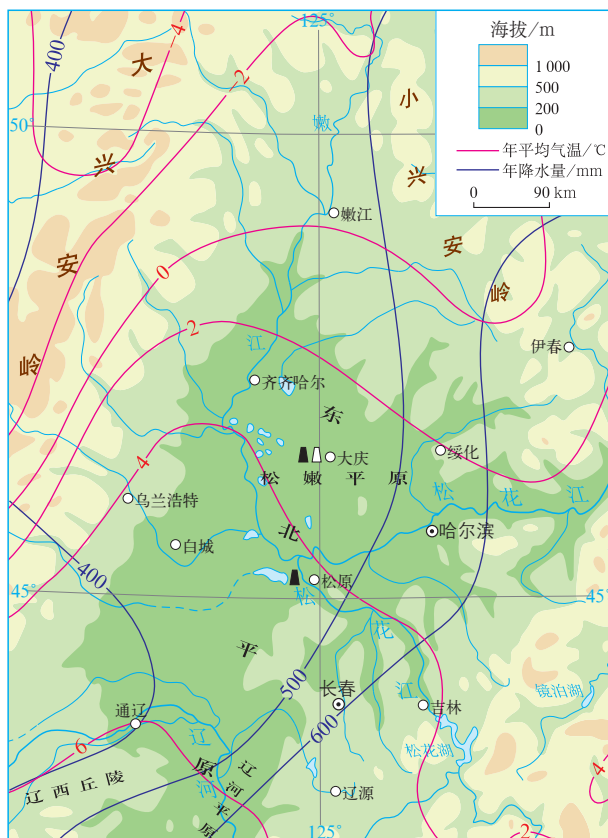 125°
海拔/m
1 000
500
200
0
年平均气温/℃
年降水量/mm
0 90 km
400
-4
-2
大
兴
安
岭
小
兴
安
岭
50°
嫩
江
嫩江
0
2
伊春
齐齐哈尔
东
北
平
原
4
大庆
绥化
松嫩平原
松花江
乌兰浩特
哈尔滨
白城
400
45°
松原
45°
松
花
江
500
600
长春
吉林
镜泊湖
松花湖
通辽
6
辽
河
辽河平原
辽西丘陵
辽源
4
2
125°